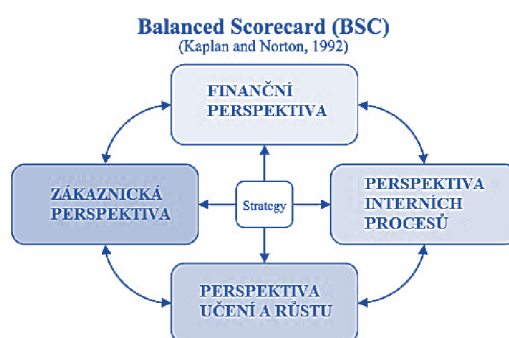 Balanced Scorecard (BSC)
(Kaplan and Norton, 1992)
FINANČNÍ
PERSPEKTIVA
ZÁKAZNICKÁ
PERSPEKTIVA
Strategy
PERSPEKTIVA
INTERNÍCH
PROCESŮ
PERSPEKTIVA
UČENÍ A RŮSTU